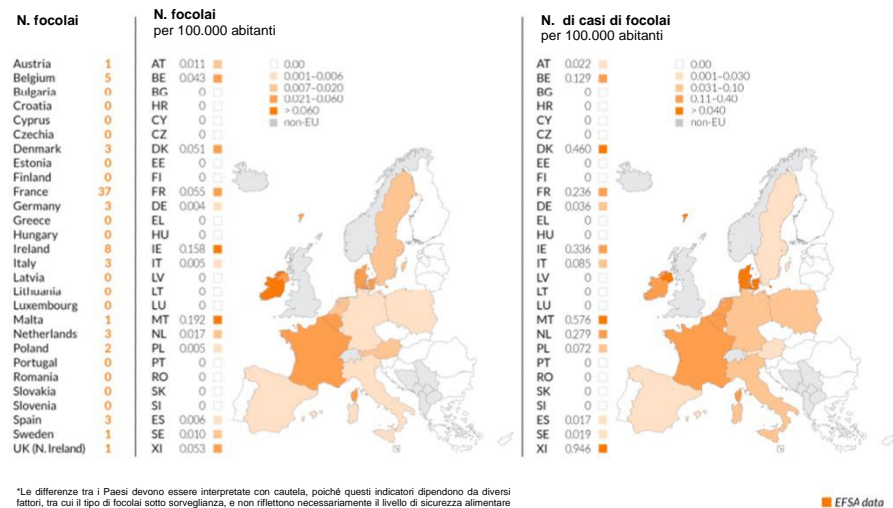 N. focolai
Austria 1
Belgium 5
Bulgaria 0
Croatia 0
Cyprus 0
Czechia 0
Denmark 3
Estonia 0
Finland 0
France 37
Germany 3
Greece 0
Hungary 0
Ireland 8
Italy 3
Latvia 0
Lithuania 0
Luxembourg 0
Malta 1
Netherlands 3
Poland 2
Portugal 0
Romania 0
Slovakia 0
Slovenia 0
Spain 3
Sweden 1
UK (N. Ireland) 1
N. focolai
per 100.000 abitanti
AT 0.011
BE 0.043
BG 0
HR 0
CY 0
CZ 0
DK 0.051
EE 0
FI 0
FR 0.055
DE 0.004
EL 0
HU 0
IE 0.158
IT 0.005
LV 0
LT 0
LU 0
MT 0.192
NL 0.017
PL 0.005
PT 0
RO 0
SK 0
SI 0
ES 0.006
SE 0.010
XI 0.053
0.00
0.001–0.006
0.007–0.020
0.021–0.060
> 0.060
non-EU
N. di casi di focolai
per 100.000 abitanti
AT 0.022
BE 0.129
BG 0
HR 0
CY 0
CZ 0
DK 0.460
EE 0
FI 0
FR 0.236
DE 0.036
EL 0
HU 0
IE 0.336
IT 0.085
LV 0
LT 0
LU 0
MT 0.576
NL 0.279
PL 0.072
PT 0
RO 0
SK 0
SI 0
ES 0.017
SE 0.019
XI 0.946
0.00
0.001–0.030
0.031–0.10
0.11–0.40
> 0.040
non-EU
*Le differenze tra i Paesi devono essere interpretate con cautela, poiché questi indicatori dipendono da diversi
fattori, tra cui il tipo di focolai sotto sorveglianza, e non riflettono necessariamente il livello di sicurezza alimentare
EFSA data